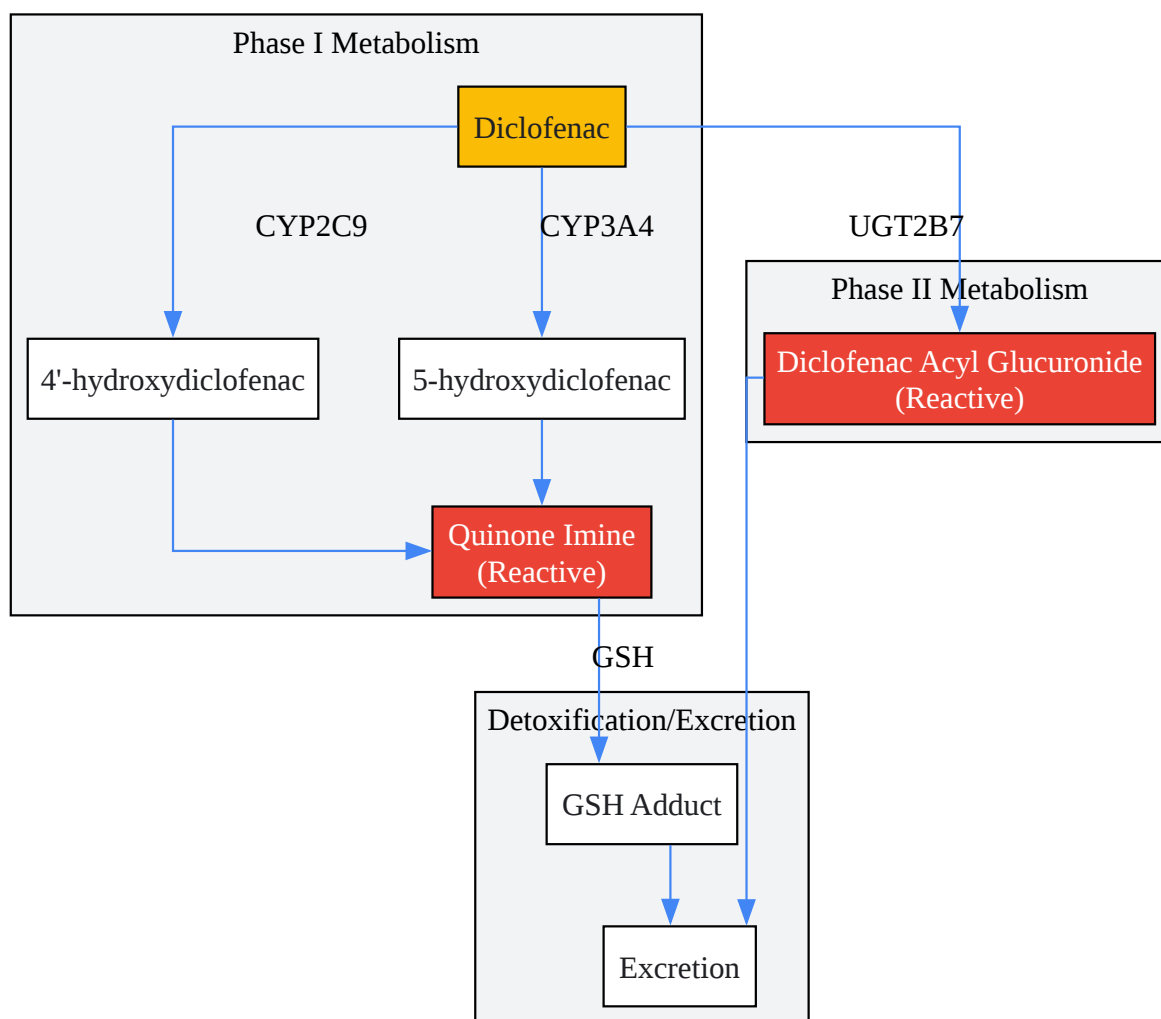 Phase I Metabolism
Diclofenac
CYP2C9
CYP3A4
UGT2B7
Phase II Metabolism
4'-hydroxydiclofenac
5-hydroxydiclofenac
Diclofenac Acyl Glucuronide
(Reactive)
Quinone Imine
(Reactive)
GSH
Detoxification/Excretion
GSH Adduct
Excretion